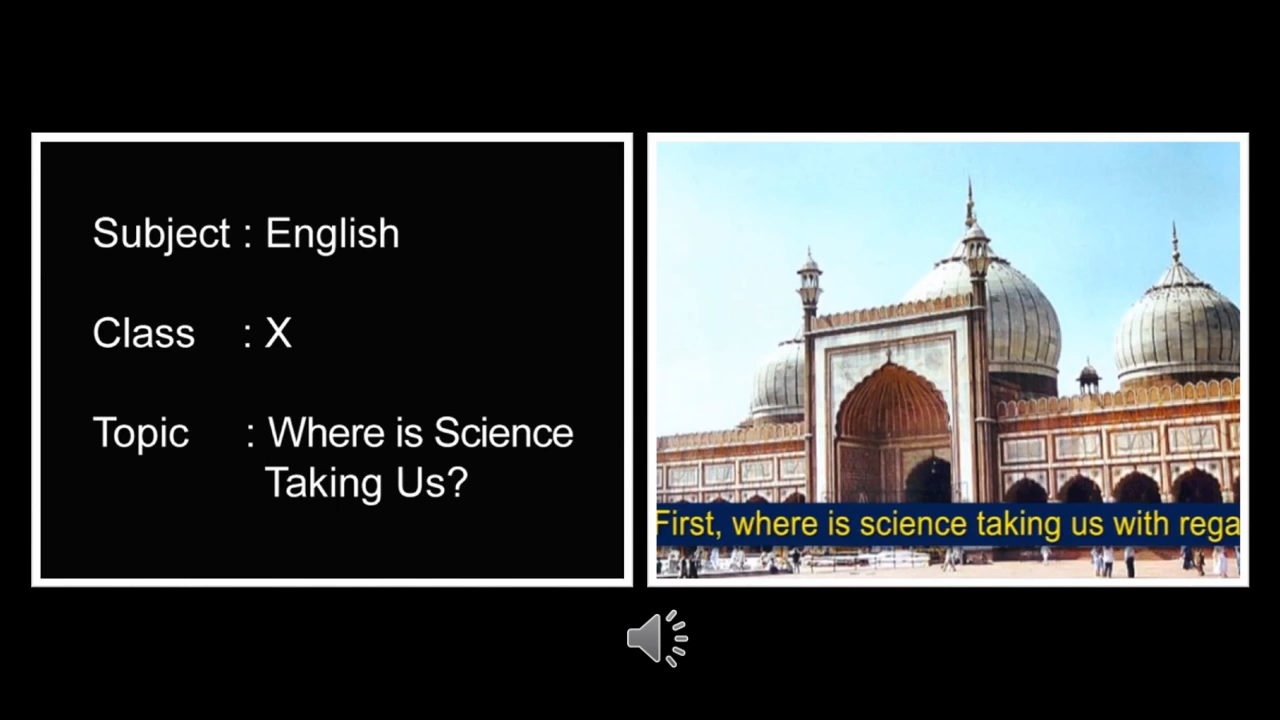 Subject : English
Class : X
Topic : Where is Science
Taking Us?
First, where is science taking us with rega